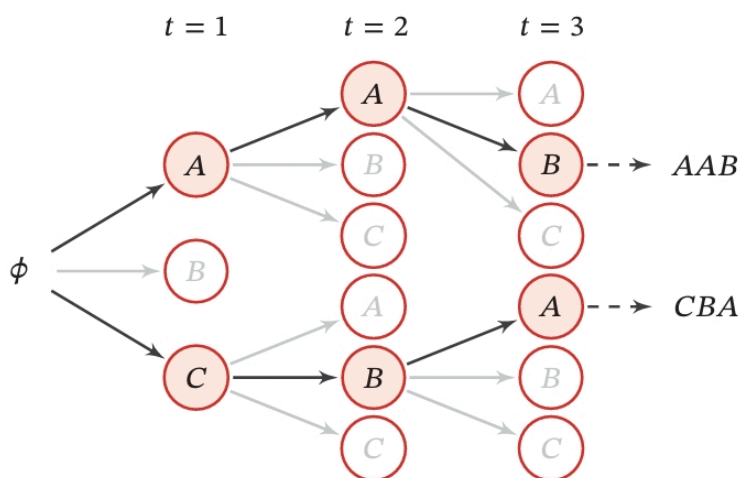 t = 1 t = 2 t = 3
A A
A B B AAB
C C
ϕ B
A A CBA
C B B
C C